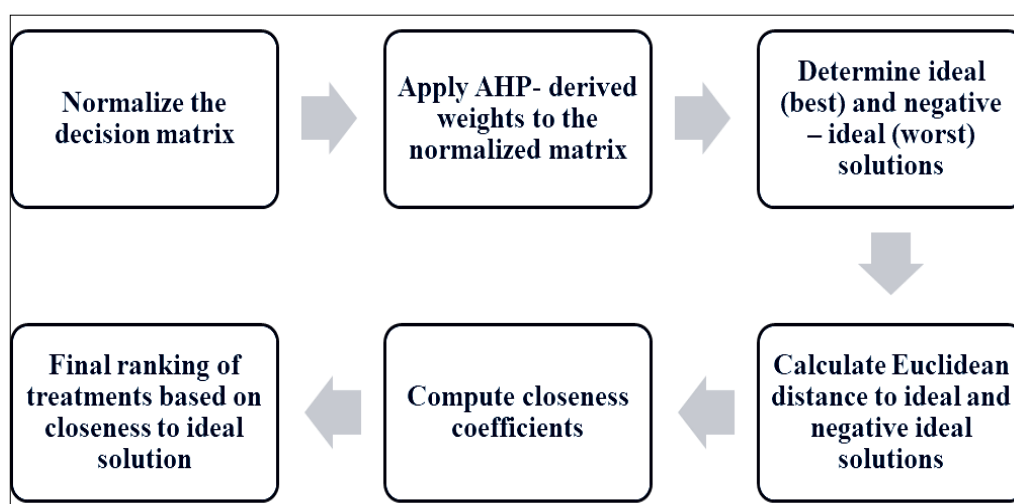 Normalize the
decision matrix
Apply AHP- derived
weights to the
normalized matrix
Determine ideal
(best) and negative
– ideal (worst)
solutions
Calculate Euclidean
distance to ideal and
negative ideal
solutions
Compute closeness
coefficients
Final ranking of
treatments based on
closeness to ideal
solution